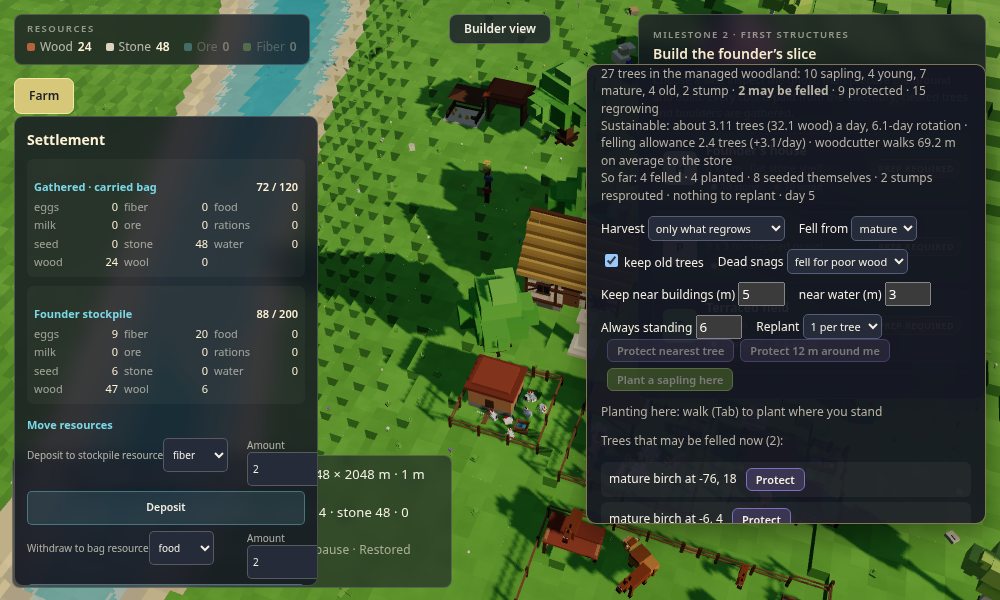 RESOURCES
Wood 24 Stone 48 Ore 0 Fiber 0
Builder view
MILESTONE 2 · FIRST STRUCTURES
Build the founder's slice
Farm
Settlement
Gathered · carried bag 72 / 120
eggs 0 fiber 0 food 0
milk 0 ore 0 rations 0
seed 0 stone 48 water 0
wood 24 wool 0
Founder stockpile 88 / 200
eggs 9 fiber 20 food 0
milk 0 ore 0 rations 0
seed 6 stone 0 water 0
wood 47 wool 6
Move resources
Deposit to stockpile resource fiber Amount 2
Deposit
Withdraw to bag resource food Amount 2
48 × 2048 m · 1 m
4 · stone 48 · 0
pause · Restored
27 trees in the managed woodland: 10 sapling, 4 young, 7
mature, 4 old, 2 stump · 2 may be felled · 9 protected · 15
regrowing
Sustainable: about 3.11 trees (32.1 wood) a day, 6.1-day rotation ·
felling allowance 2.4 trees (+3.1/day) · woodcutter walks 69.2 m
on average to the store
So far: 4 felled · 4 planted · 8 seeded themselves · 2 stumps
resprouted · nothing to replant · day 5
Harvest only what regrows Fell from mature
keep old trees Dead snags fell for poor wood
Keep near buildings (m) 5 near water (m) 3
Always standing 6 Replant 1 per tree
Protect nearest tree Protect 12 m around me
Plant a sapling here
Planting here: walk (Tab) to plant where you stand
Trees that may be felled now (2):
mature birch at -76, 18 Protect
mature birch at -6, 4 Protect